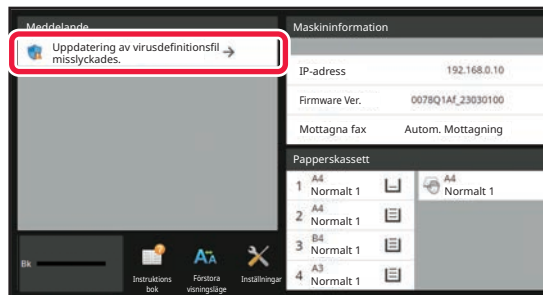 Meddelande
Uppdatering av virusdefinitionsfil
misslyckades.
Maskininformation
IP-adress 192.168.0.10
Firmware Ver. 0078Q1Af_23030100
Mottagna fax Autom. Mottagning
Papperskassett
1 A4
Normalt 1
A4
Normalt 1
2 A4
Normalt 1
3 B4
Normalt 1
4 A3
Normalt 1
Bk
Instruktions
bok
Förstora
visningsläge
Inställningar